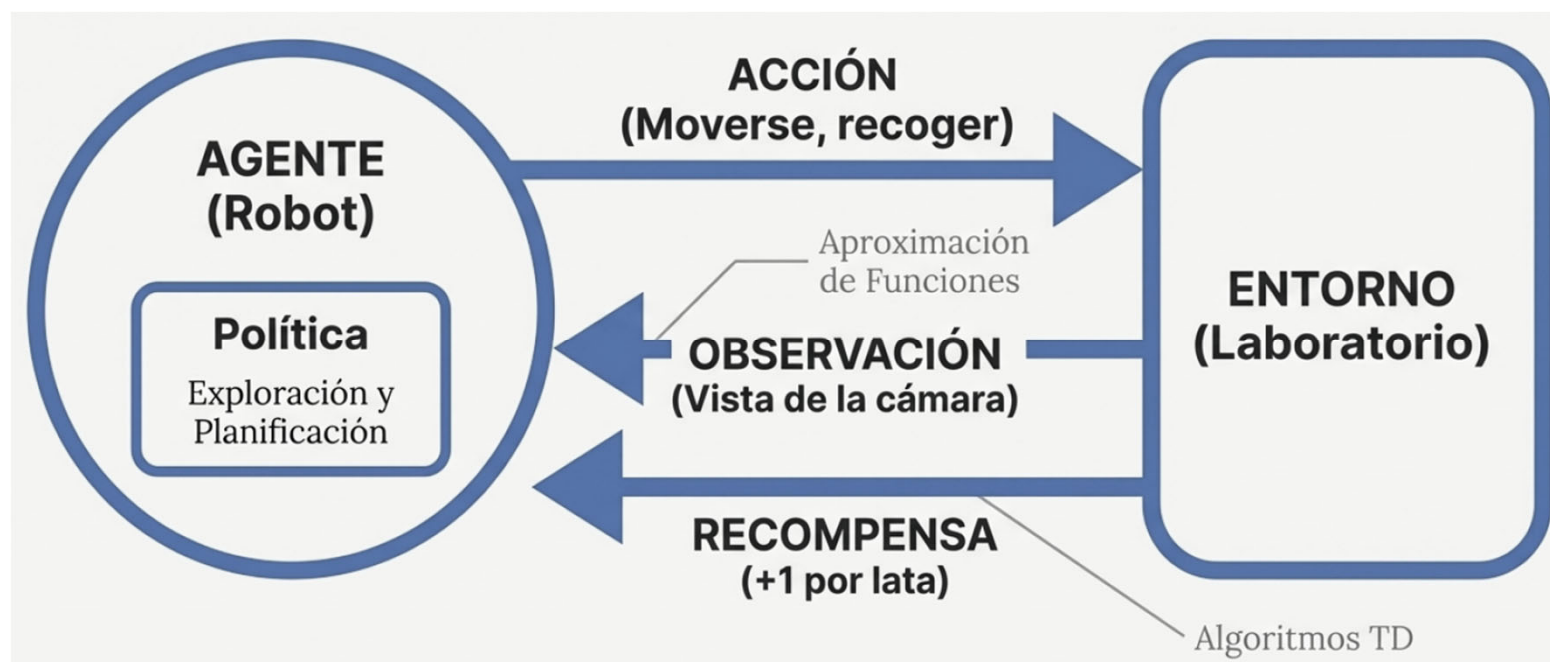 AGENTE
(Robot)
Política
Exploración y
Planificación
ACCIÓN
(Moverse, recoger)
Aproximación
de Funciones
OBSERVACIÓN
(Vista de la cámara)
RECOMPENSA
(+1 por lata)
Algoritmos TD
ENTORNO
(Laboratorio)